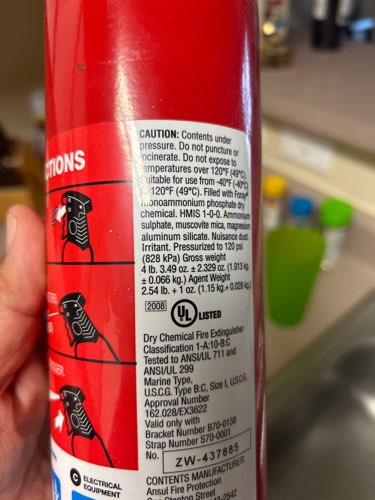 CTIONS
CAUTION: Contents under
pressure. Do not puncture or
incinerate. Do not expose to
temperatures over 120°F (49°C).
Suitable for use from -40°F (-40°C)
120°F (49°C). Filled with Foray®
monoammonium phosphate dry
chemical. HMIS 1-0-0. Ammonium
sulphate, muscovite mica, magnesium
aluminum silicate. Nuisance dust.
Irritant. Pressurized to 120 psi
(828 kPa) Gross weight
4 lb. 3.49 oz. ± 2.329 oz. (1.913 kg.
± 0.066 kg.) Agent Weight
2.54 lb. + 1 oz. (1.15 kg.+ 0.028 kg.)
2008 UL LISTED
Dry Chemical Fire Extinguisher
Classification 1-A:10-B:C
Tested to ANSI/UL 711 and
ANSI/UL 299
Marine Type,
U.S.C.G. Type B:C, Size I, U.S.C.G.
Approval Number
162.028/EX3622
Valid only with
Bracket Number B70-0136
Strap Number S70-0001
No. ZW-437885
C ELECTRICAL
EQUIPMENT
CONTENTS MANUFACTURER:
Ansul Fire Protection
Stanton Street
-2542